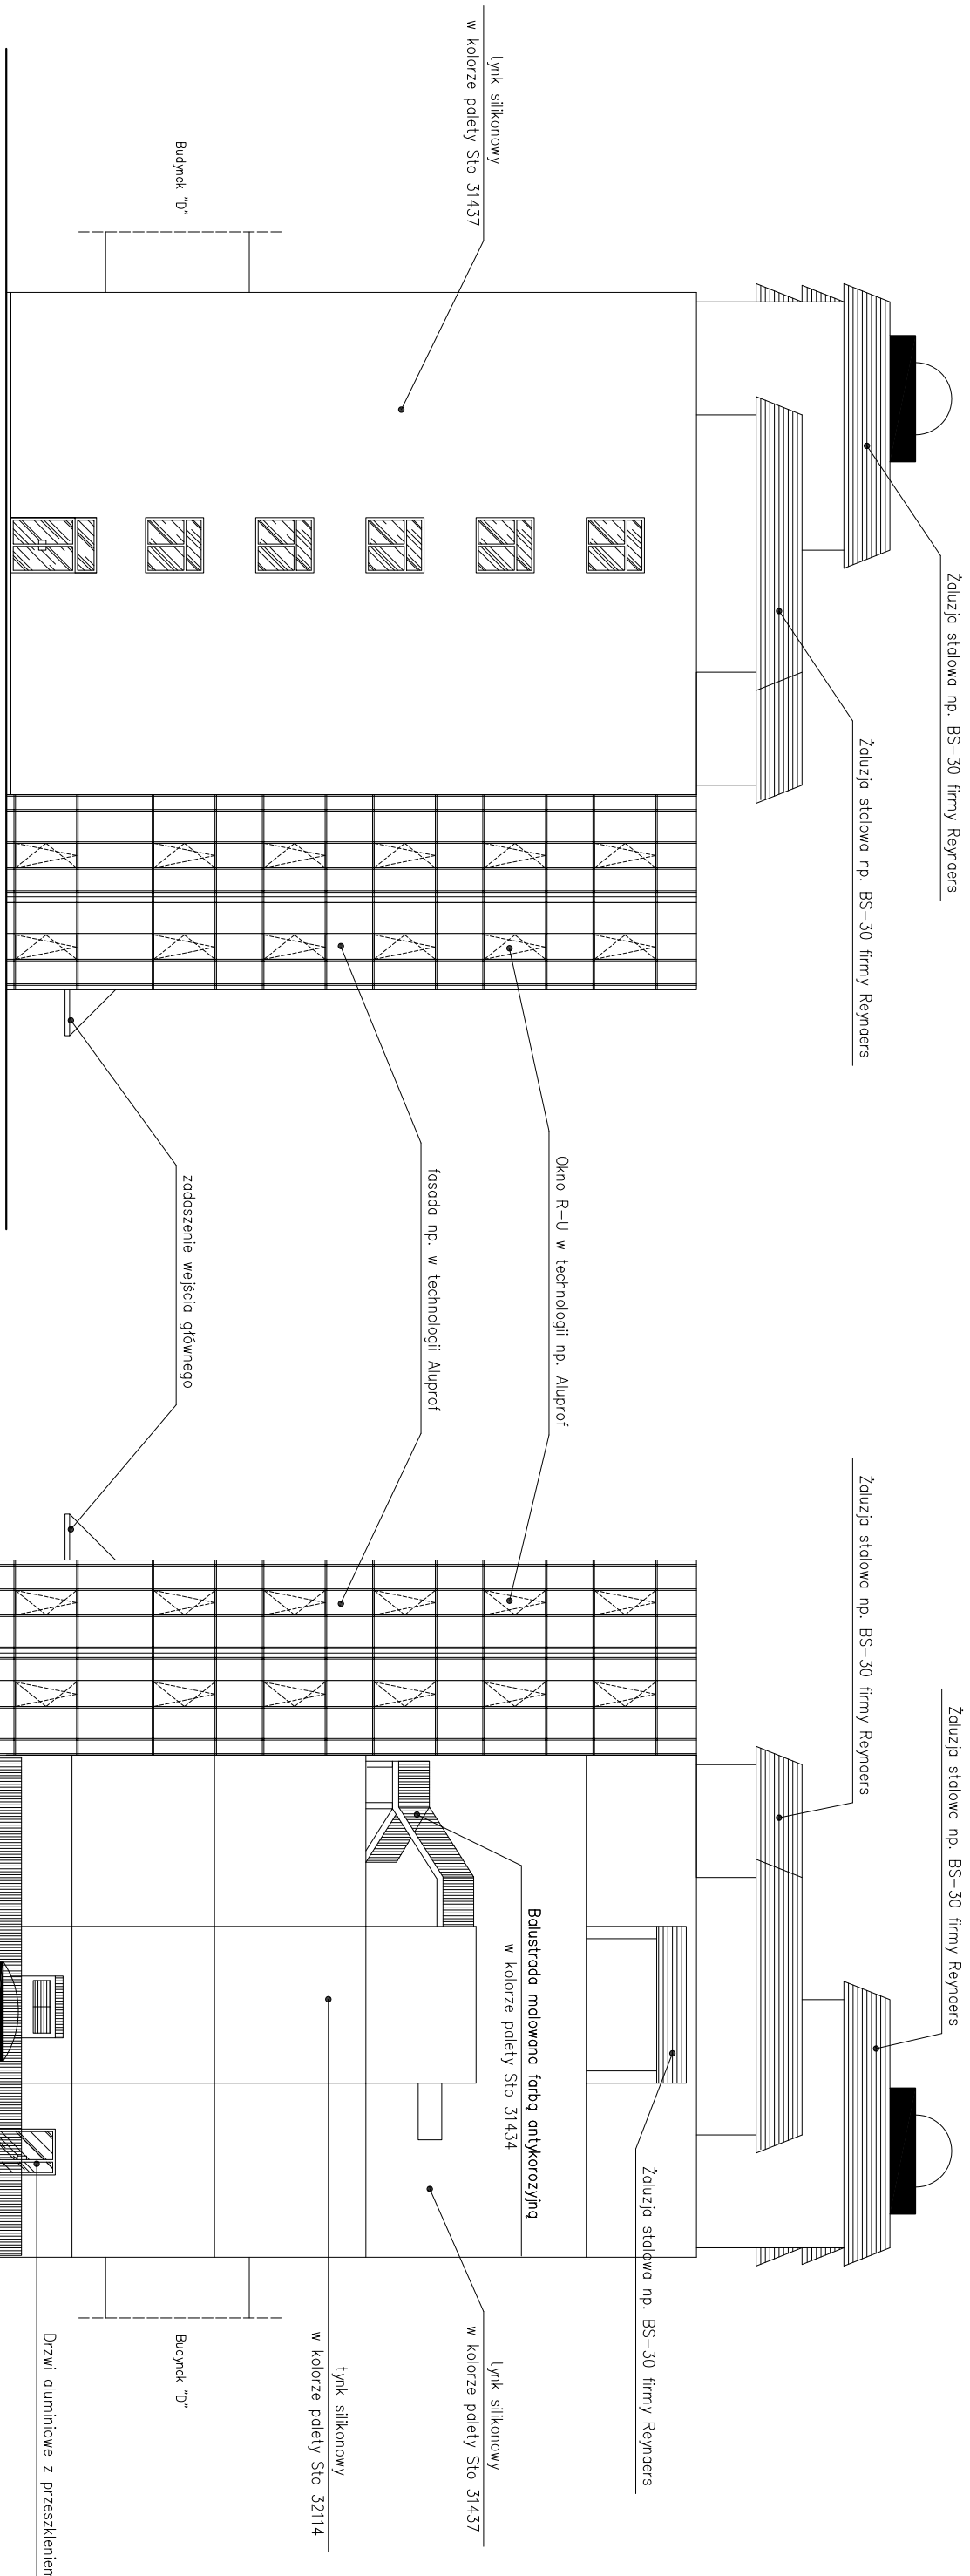 Żaluzja stalowa np. BS-30 firmy Reynaers
Żaluzja stalowa np. BS-30 firmy Reynaers
tynk silikonowy
w kolorze palety Sto 31437
Budynek "D"
Okno R-U w technologii np. Aluprof
fasada np. w technologii Aluprof
zadaszenie wejścia głównego
Żaluzja stalowa np. BS-30 firmy Reynaers
Żaluzja stalowa np. BS-30 firmy Reynaers
Balustrada malowana farbą antykorozyjną
w kolorze palety Sto 31434
Żaluzja stalowa np. BS-30 firmy Reynaers
tynk silikonowy
w kolorze palety Sto 31437
tynk silikonowy
w kolorze palety Sto 32114
Budynek "D"
Drzwi aluminiowe z przeszkleniem